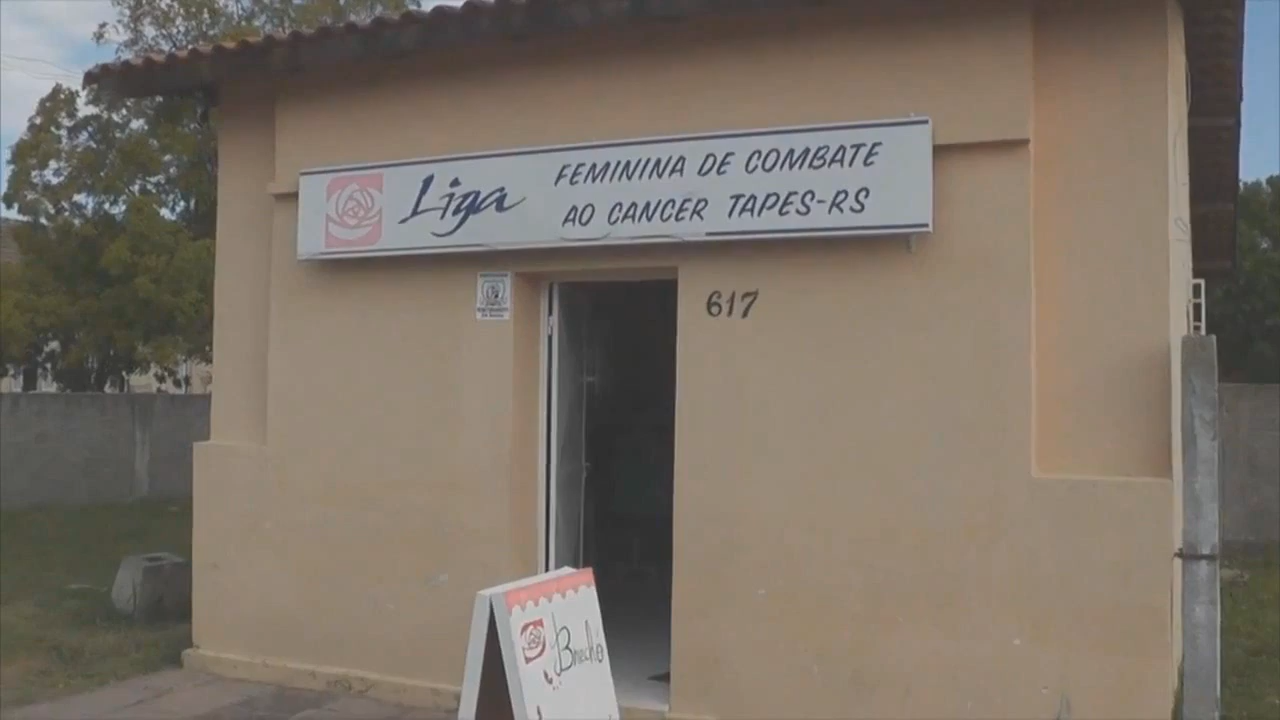 Liga
FEMININA DE COMBATE
AO CANCER TAPES-RS
617
Brechó